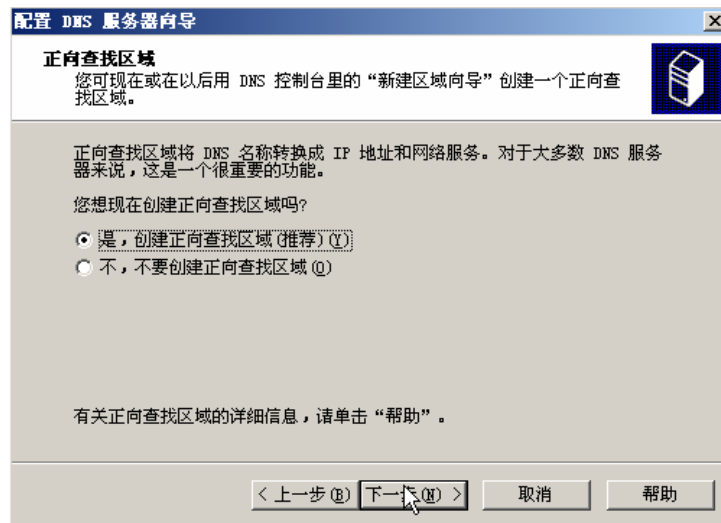 配置 DNS 服务器向导
正向查找区域
您可现在或在以后用 DNS 控制台里的“新建区域向导”创建一个正向查
找区域。
正向查找区域将 DNS 名称转换成 IP 地址和网络服务。对于大多数 DNS 服务
器来说,这是一个很重要的功能。
您想现在创建正向查找区域吗?
是,创建正向查找区域(推荐)(Y)
不,不要创建正向查找区域(O)
有关正向查找区域的详细信息,请单击“帮助”。
< 上一步(B) 下一步(N) > 取消 帮助